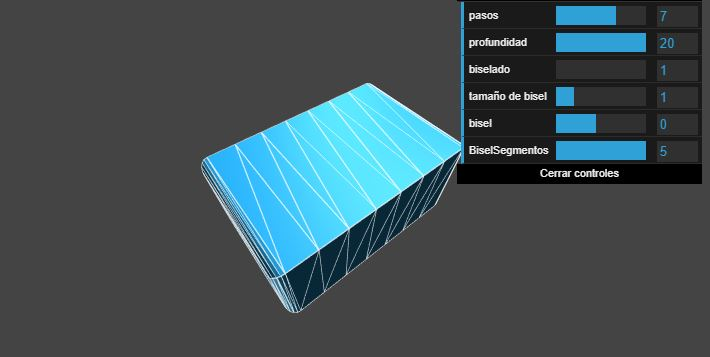 pasos 7
profundidad 20
biselado 1
tamaño de bisel 1
bisel 0
BiselSegmentos 5
Cerrar controles